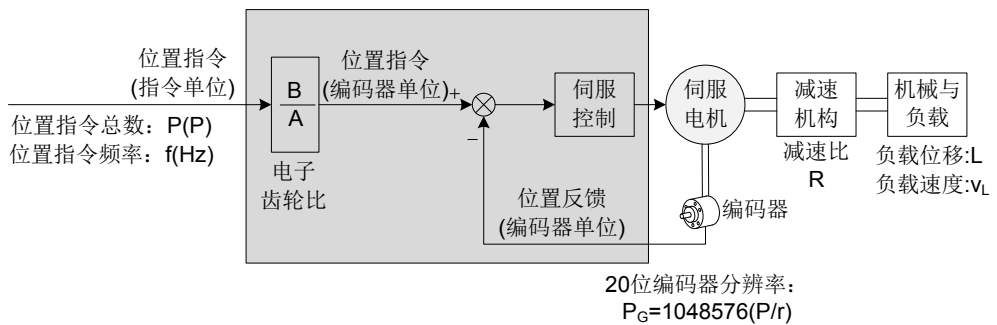 位置指令
(指令单位)
位置指令总数：P(P)
位置指令频率：f(Hz)
B
A
电子
齿轮比
位置指令
(编码器单位)
+
−
伺服
控制
位置反馈
(编码器单位)
伺服
电机
编码器
20位编码器分辨率：
PG=1048576(P/r)
减速
机构
减速比
R
机械与
负载
负载位移:L
负载速度:vL